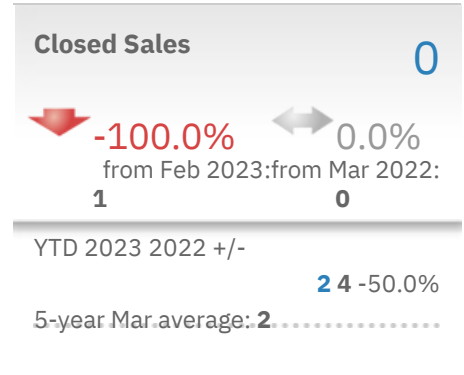 Closed Sales
0
-100.0% 0.0%
from Feb 2023:from Mar 2022:
1 0
YTD 2023 2022 +/-
2 4 -50.0%
5-year Mar average: 2